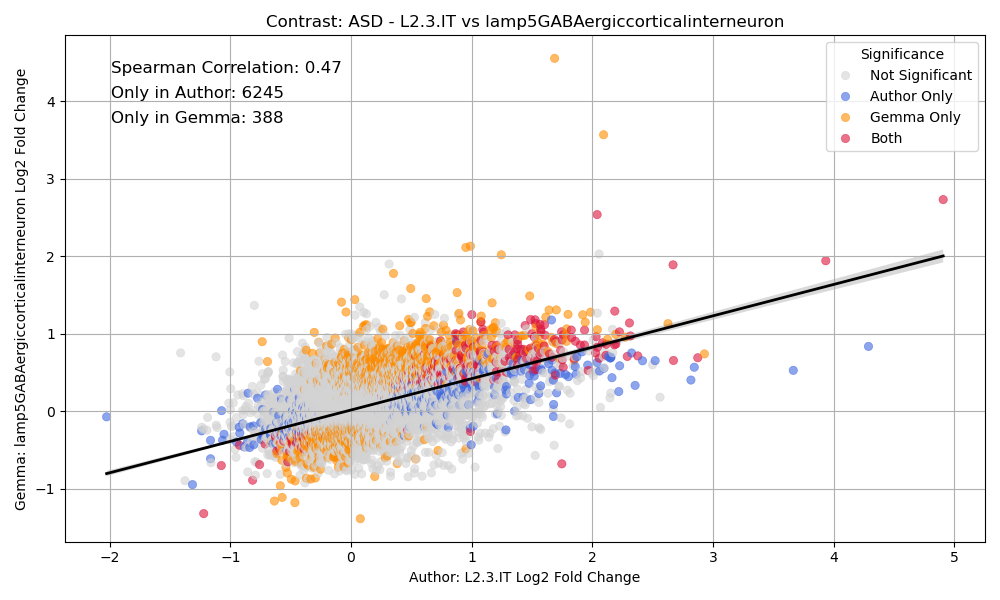 Contrast: ASD - L2.3.IT vs lamp5GABAergiccorticalinterneuron
Spearman Correlation: 0.47
Only in Author: 6245
Only in Gemma: 388
Significance
Not Significant
Author Only
Gemma Only
Both
Gemma: lamp5GABAergiccorticalinterneuron Log2 Fold Change
4
3
2
1
0
−1
−2
−1
0
1
2
3
4
5
Author: L2.3.IT Log2 Fold Change